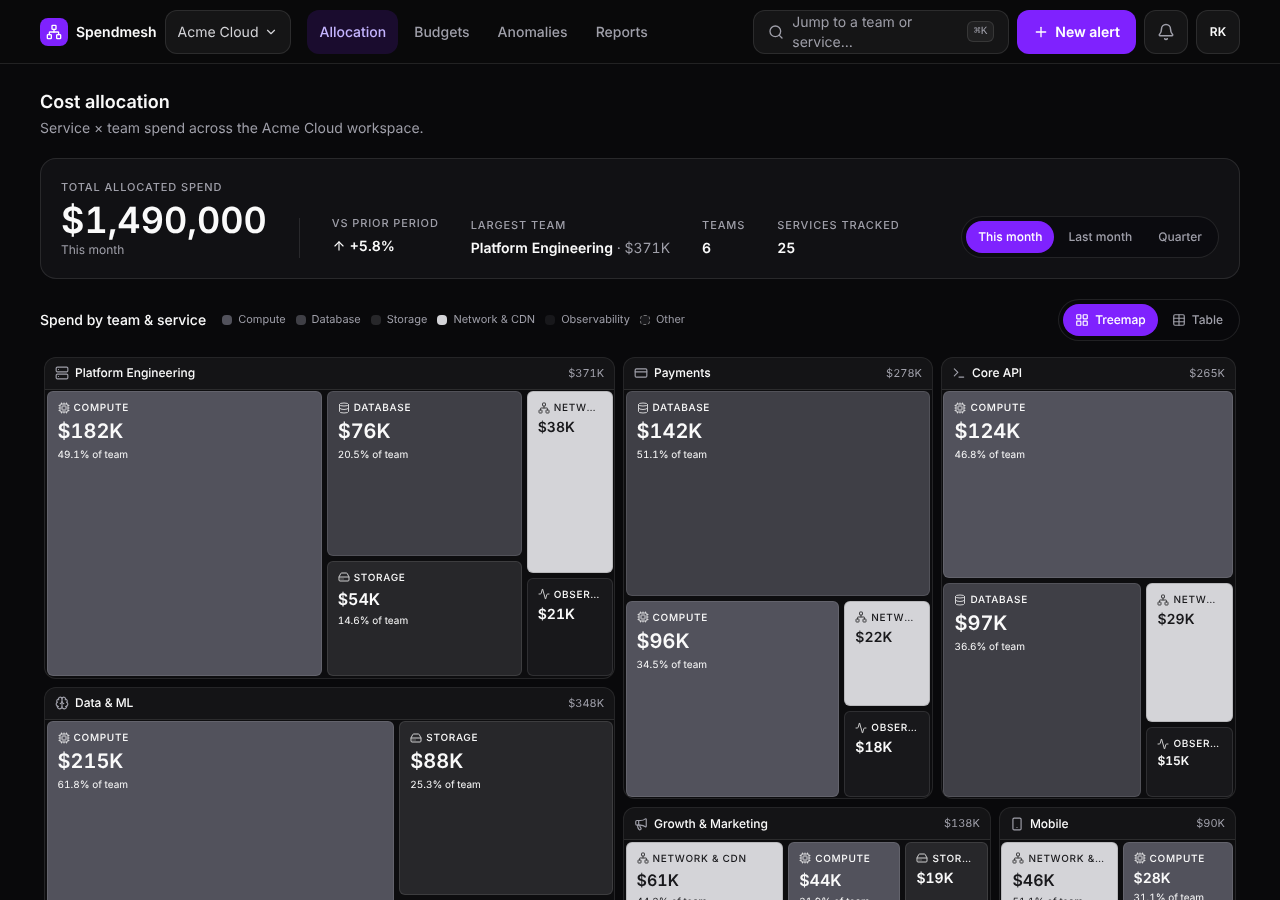 Spendmesh
Acme Cloud
Allocation
Budgets
Anomalies
Reports
Jump to a team or service...
⌘K
New alert
RK
Cost allocation
Service × team spend across the Acme Cloud workspace.
TOTAL ALLOCATED SPEND
$1,490,000
This month
VS PRIOR PERIOD
↑ +5.8%
LARGEST TEAM
Platform Engineering · $371K
TEAMS
6
SERVICES TRACKED
25
This month
Last month
Quarter
Spend by team & service
Compute
Database
Storage
Network & CDN
Observability
Other
Treemap
Table
Platform Engineering
$371K
COMPUTE
$182K
49.1% of team
DATABASE
$76K
20.5% of team
NETW...
$38K
STORAGE
$54K
14.6% of team
OBSER...
$21K
Payments
$278K
DATABASE
$142K
51.1% of team
COMPUTE
$96K
34.5% of team
NETW...
$22K
OBSER...
$18K
Core API
$265K
COMPUTE
$124K
46.8% of team
DATABASE
$97K
36.6% of team
NETW...
$29K
OBSER...
$15K
Data & ML
$348K
COMPUTE
$215K
61.8% of team
STORAGE
$88K
25.3% of team
Growth & Marketing
$138K
NETWORK & CDN
$61K
COMPUTE
$44K
STOR...
$19K
Mobile
$90K
NETWORK &...
$46K
COMPUTE
$28K
31.1% of team